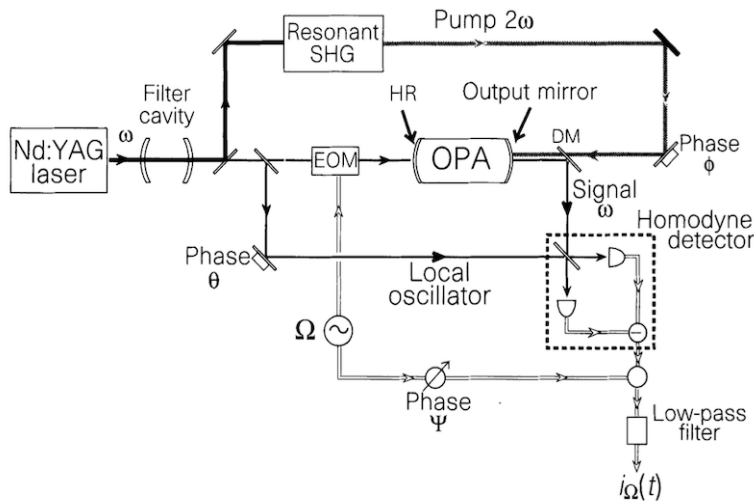 Pump 2ω
Resonant
SHG
Filter
cavity
HR
Output mirror
ω
Nd:YAG
laser
EOM
OPA
DM
Phase
ϕ
Signal
ω
Homodyne
detector
Phase
θ
Local
oscillator
Ω
−
Phase
Ψ
Low-pass
filter
iΩ(t)